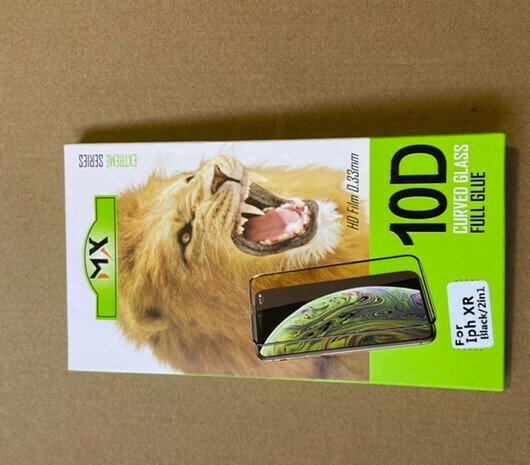 MX
EXTREME SERIES
HD Film 0.33mm
10D
CURVED GLASS
FULL GLUE
For
Iph XR
Black/2in1